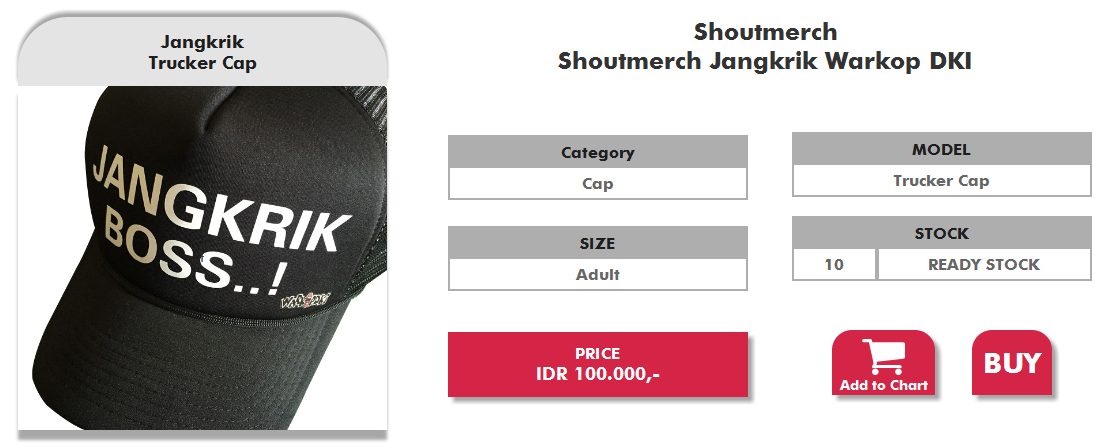 Jangkrik
Trucker Cap
JANGKRIK
BOSS..!
Shoutmerch
Shoutmerch Jangkrik Warkop DKI
Category
Cap
MODEL
Trucker Cap
SIZE
Adult
STOCK
10 READY STOCK
PRICE
IDR 100.000,-
Add to Chart
BUY